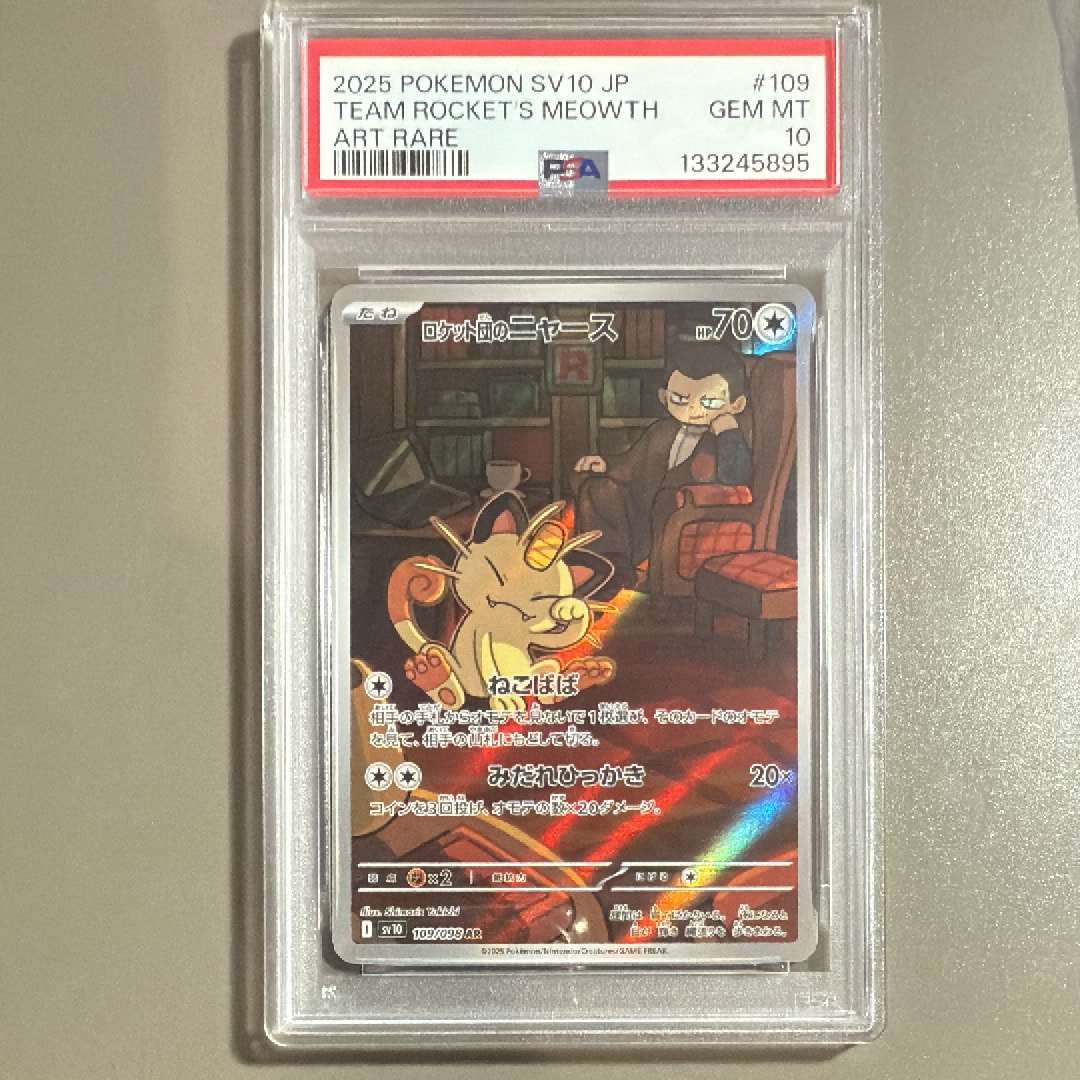 2025 POKEMON SV10 JP #109
TEAM ROCKET'S MEOWTH GEM MT
ART RARE 10
PSA 133245895
たね ロケット団のニャース HP70
R
ねこばば
相手の手札からオモテを見ないで1枚選び、そのカードのオモテ
を見て、相手の山札にもどして切る。
みだれひっかき 20×
コインを3回投げ、オモテの数×20ダメージ。
×2
Illus. Shimaris Yukichi
sv10 109/098 AR
©2025 Pokémon/Nintendo/Creatures/GAME FREAK.